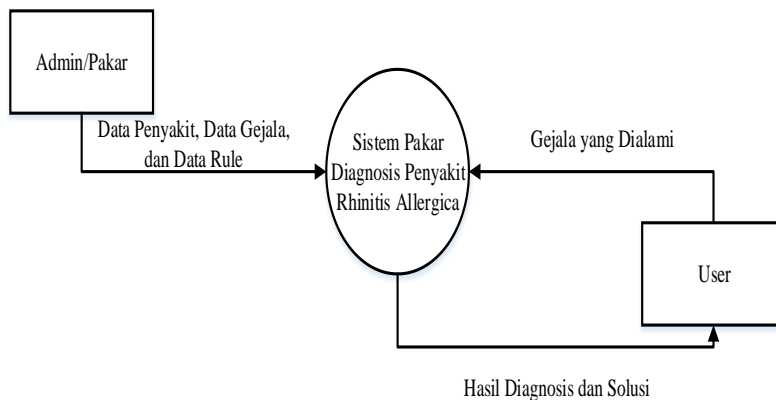 Admin/Pakar
Data Penyakit, Data Gejala,
dan Data Rule
Sistem Pakar
Diagnosis Penyakit
Rhinitis Allergica
Gejala yang Dialami
User
Hasil Diagnosis dan Solusi